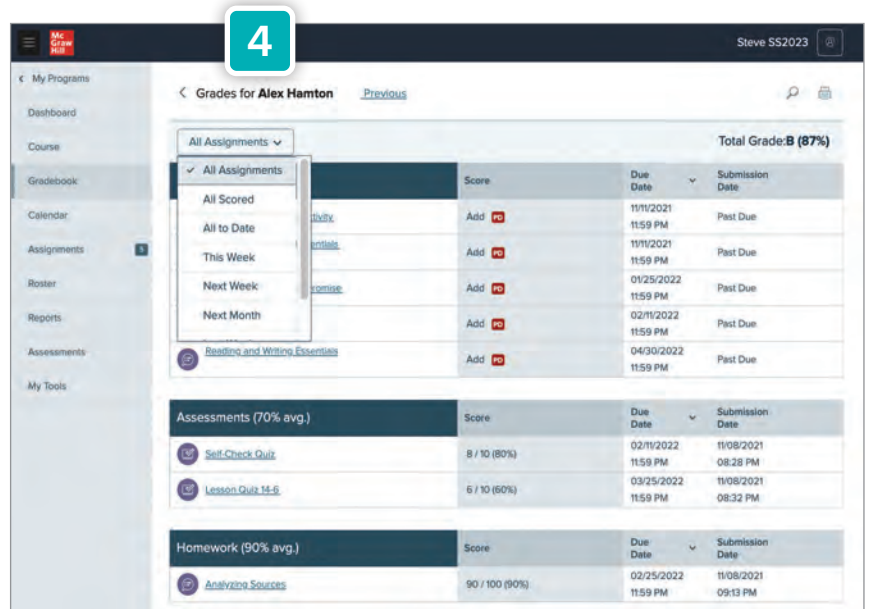 4
Mc
Graw
Hill
Steve SS2023
My Programs
Dashboard
Course
Gradebook
Calendar
Assignments 5
Roster
Reports
Assessments
My Tools
Grades for Alex Hamton Previous
All Assignments Total Grade:B (87%)
All Assignments
All Scored
All to Date
This Week
Next Week
Next Month
Score Due Date Submission Date
Add PD 11/11/2021 11:59 PM Past Due
Add PD 11/11/2021 11:59 PM Past Due
Add PD 01/25/2022 11:59 PM Past Due
Add PD 02/11/2022 11:59 PM Past Due
Reading and Writing Essentials Add PD 04/30/2022 11:59 PM Past Due
Assessments (70% avg.) Score Due Date Submission Date
Self-Check Quiz 8 / 10 (80%) 02/11/2022 11:59 PM 11/08/2021 08:28 PM
Lesson Quiz 14-6 6 / 10 (60%) 03/25/2022 11:59 PM 11/08/2021 08:32 PM
Homework (90% avg.) Score Due Date Submission Date
Analyzing Sources 90 / 100 (90%) 02/25/2022 11:59 PM 11/08/2021 09:13 PM